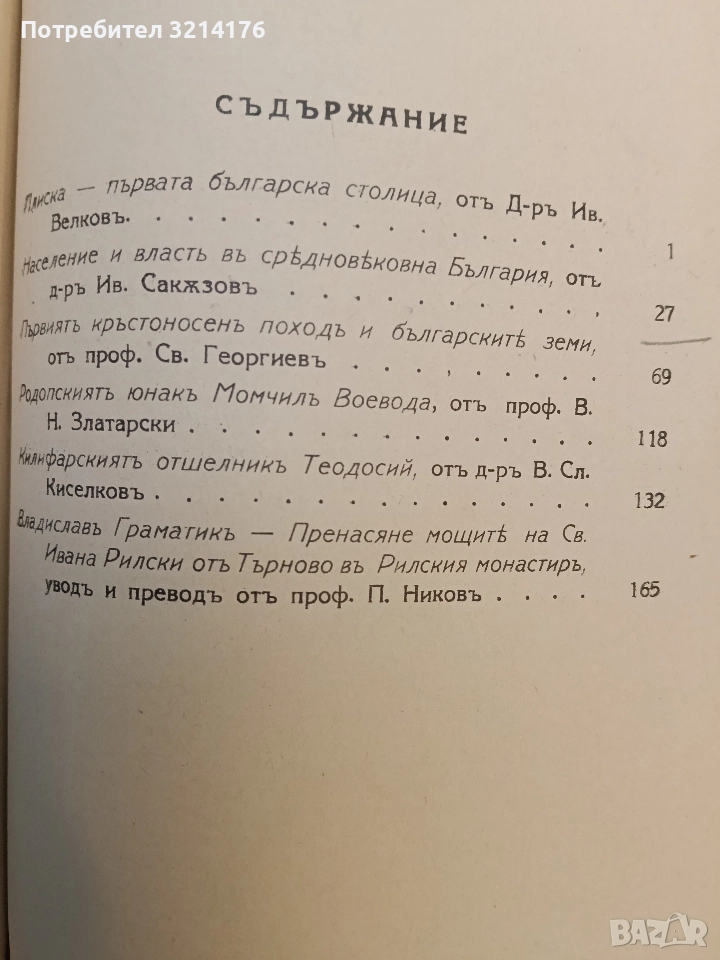 Потребител 3214176
СЪДЪРЖАНИЕ
Плиска — първата българска столица, отъ Д-ръ Ив.
Велковъ. . . . . . . . . . . . . . . 1
Население и власть въ срѣдновѣковна България, отъ
д-ръ Ив. Сакѫзовъ . . . . . . . . . . 27
Първиятъ кръстоносенъ походъ и българскитѣ земи,
отъ проф. Св. Георгиевъ . . . . . . . . 69
Родопскиятъ юнакъ Момчилъ Воевода, отъ проф. В.
Н. Златарски . . . . . . . . . . . . . 118
Килифарскиятъ отшелникъ Теодосий, отъ д-ръ В. Сл.
Киселковъ . . . . . . . . . . . . . . 132
Владиславъ Граматикъ — Пренасяне мощитѣ на Св.
Ивана Рилски отъ Търново въ Рилския монастиръ,
уводъ и преводъ отъ проф. П. Никовъ . . . . 165
BAZAR